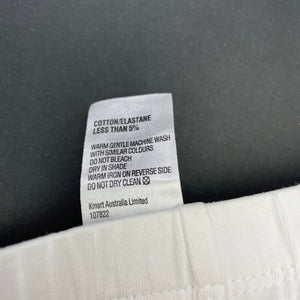 COTTON/ELASTANE
LESS THAN 5%
WARM GENTLE MACHINE WASH
WITH SIMILAR COLOURS
DO NOT BLEACH
DRY IN SHADE
WARM IRON ON REVERSE SIDE
DO NOT DRY CLEAN
Kmart Australia Limited
107822